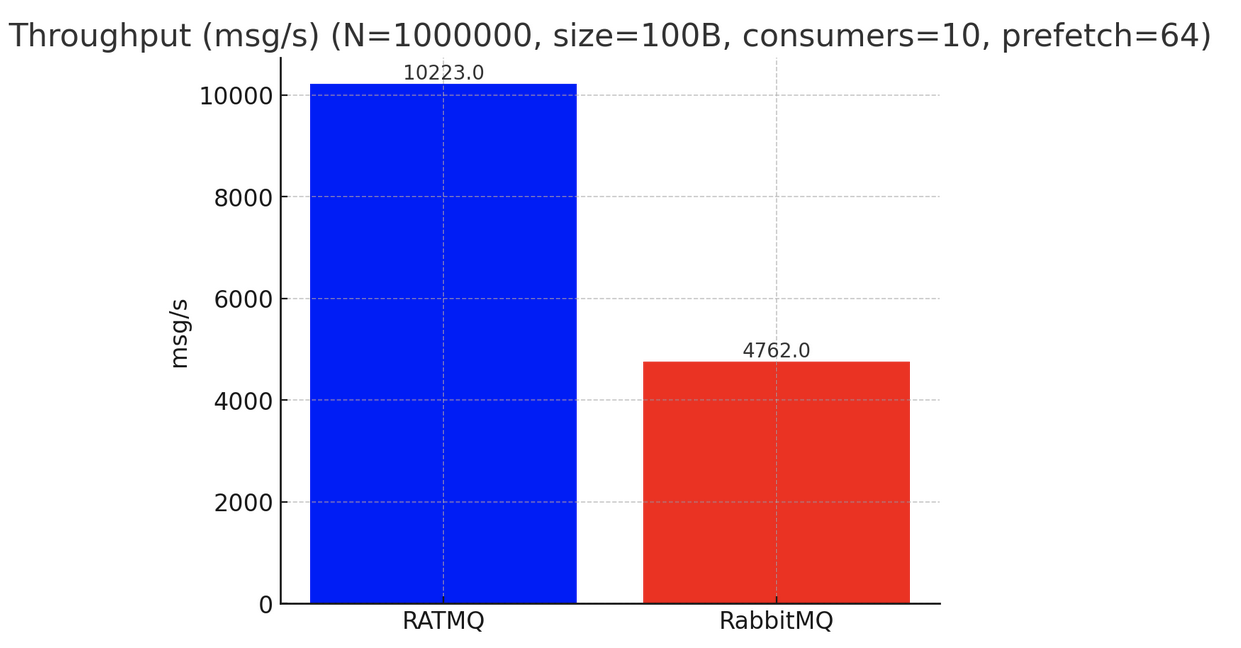 Throughput (msg/s) (N=1000000, size=100B, consumers=10, prefetch=64)
10223.0
10000
8000
6000
msg/s
4762.0
4000
2000
0
RATMQ
RabbitMQ